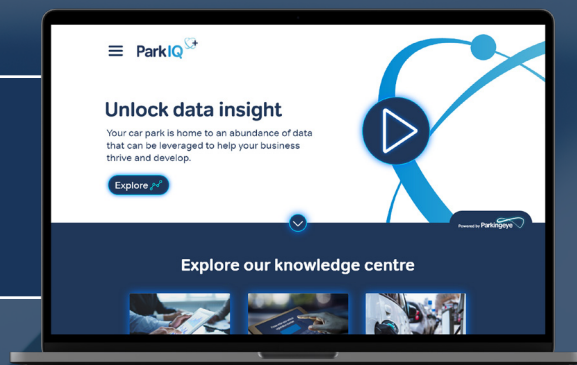 ParkIQ+
Unlock data insight
Your car park is home to an abundance of data
that can be leveraged to help your business
thrive and develop.
Explore
Powered by Parkingeye
Explore our knowledge centre